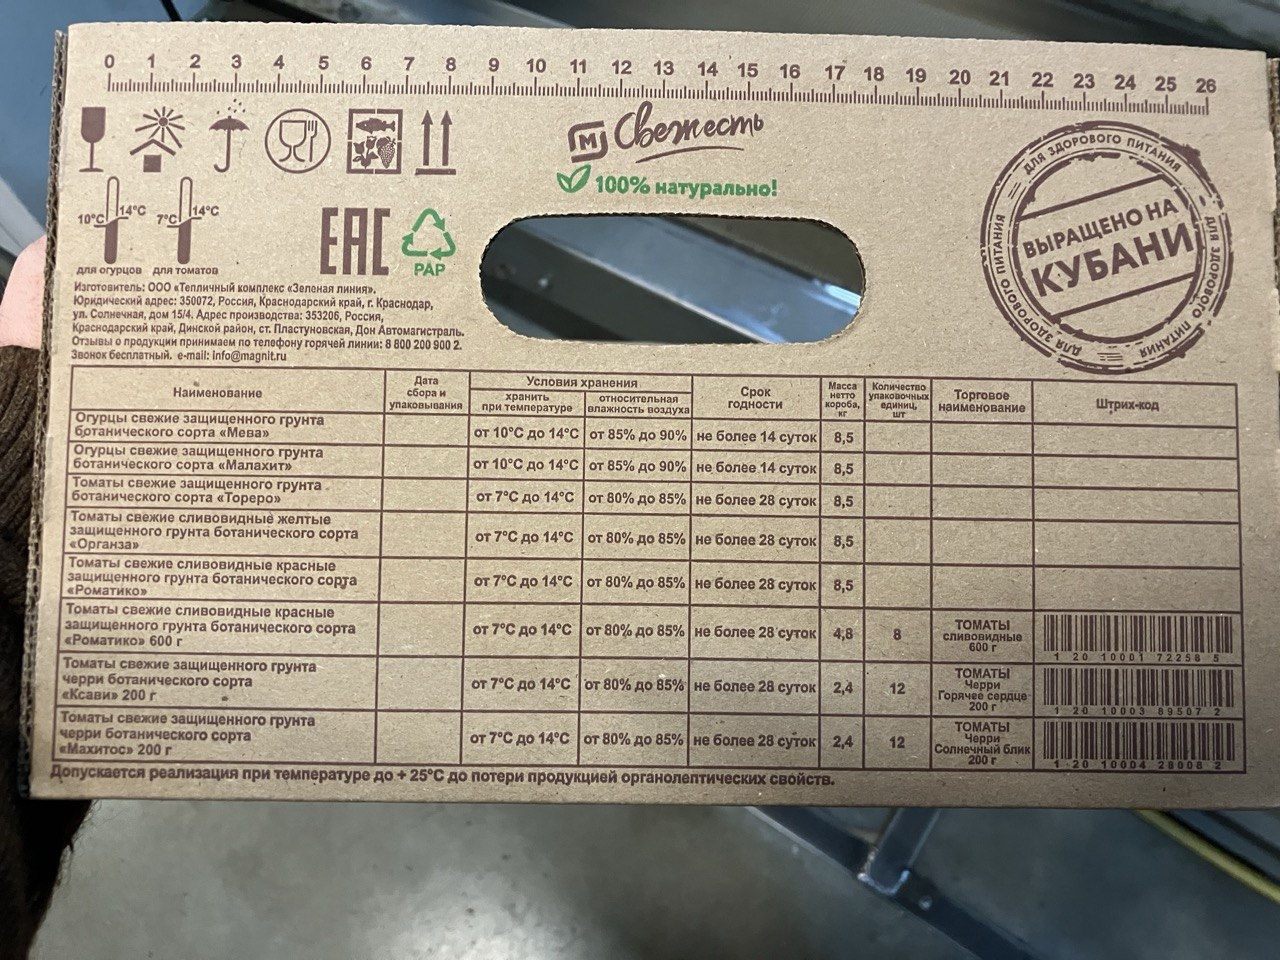 0 1 2 3 4 5 6 7 8 9 10 11 12 13 14 15 16 17 18 19 20 21 22 23 24 25 26
М Свежесть
100% натурально!
ДЛЯ ЗДОРОВОГО ПИТАНИЯ
ДЛЯ ЗДОРОВОГО ПИТАНИЯ
ДЛЯ ЗДОРОВОГО ПИТАНИЯ
ВЫРАЩЕНО НА
КУБАНИ
10°C 14°C 7°C 14°C
для огурцов для томатов
EAC
PAP
Изготовитель: ООО «Тепличный комплекс «Зеленая линия».
Юридический адрес: 350072, Россия, Краснодарский край, г. Краснодар,
ул. Солнечная, дом 15/4. Адрес производства: 353206, Россия,
Краснодарский край, Динской район, ст. Пластуновская, Дон Автомагистраль.
Отзывы о продукции принимаем по телефону горячей линии: 8 800 200 900 2.
Звонок бесплатный. e-mail: info@magnit.ru
Наименование
Дата
сбора и
упаковывания
Условия хранения
хранить
при температуре
относительная
влажность воздуха
Срок
годности
Масса
нетто
короба,
кг
Количество
упаковочных
единиц,
шт
Торговое
наименование
Штрих-код
Огурцы свежие защищенного грунта
ботанического сорта «Мева»
от 10°C до 14°C от 85% до 90% не более 14 суток 8,5
Огурцы свежие защищенного грунта
ботанического сорта «Малахит»
от 10°C до 14°C от 85% до 90% не более 14 суток 8,5
Томаты свежие защищенного грунта
ботанического сорта «Тореро»
от 7°C до 14°C от 80% до 85% не более 28 суток 8,5
Томаты свежие сливовидные желтые
защищенного грунта ботанического сорта
«Органза»
от 7°C до 14°C от 80% до 85% не более 28 суток 8,5
Томаты свежие сливовидные красные
защищенного грунта ботанического сорта
«Роматико»
от 7°C до 14°C от 80% до 85% не более 28 суток 8,5
Томаты свежие сливовидные красные
защищенного грунта ботанического сорта
«Роматико» 600 г
от 7°C до 14°C от 80% до 85% не более 28 суток 4,8 8
ТОМАТЫ
сливовидные
600 г
1 20 10001 72258 5
Томаты свежие защищенного грунта
черри ботанического сорта
«Ксави» 200 г
от 7°C до 14°C от 80% до 85% не более 28 суток 2,4 12
ТОМАТЫ
Черри
Горячее сердце
200 г
1 20 10003 89507 2
Томаты свежие защищенного грунта
черри ботанического сорта
«Махитос» 200 г
от 7°C до 14°C от 80% до 85% не более 28 суток 2,4 12
ТОМАТЫ
Черри
Солнечный блик
200 г
1 20 10004 28008 2
Допускается реализация при температуре до + 25°C до потери продукцией органолептических свойств.